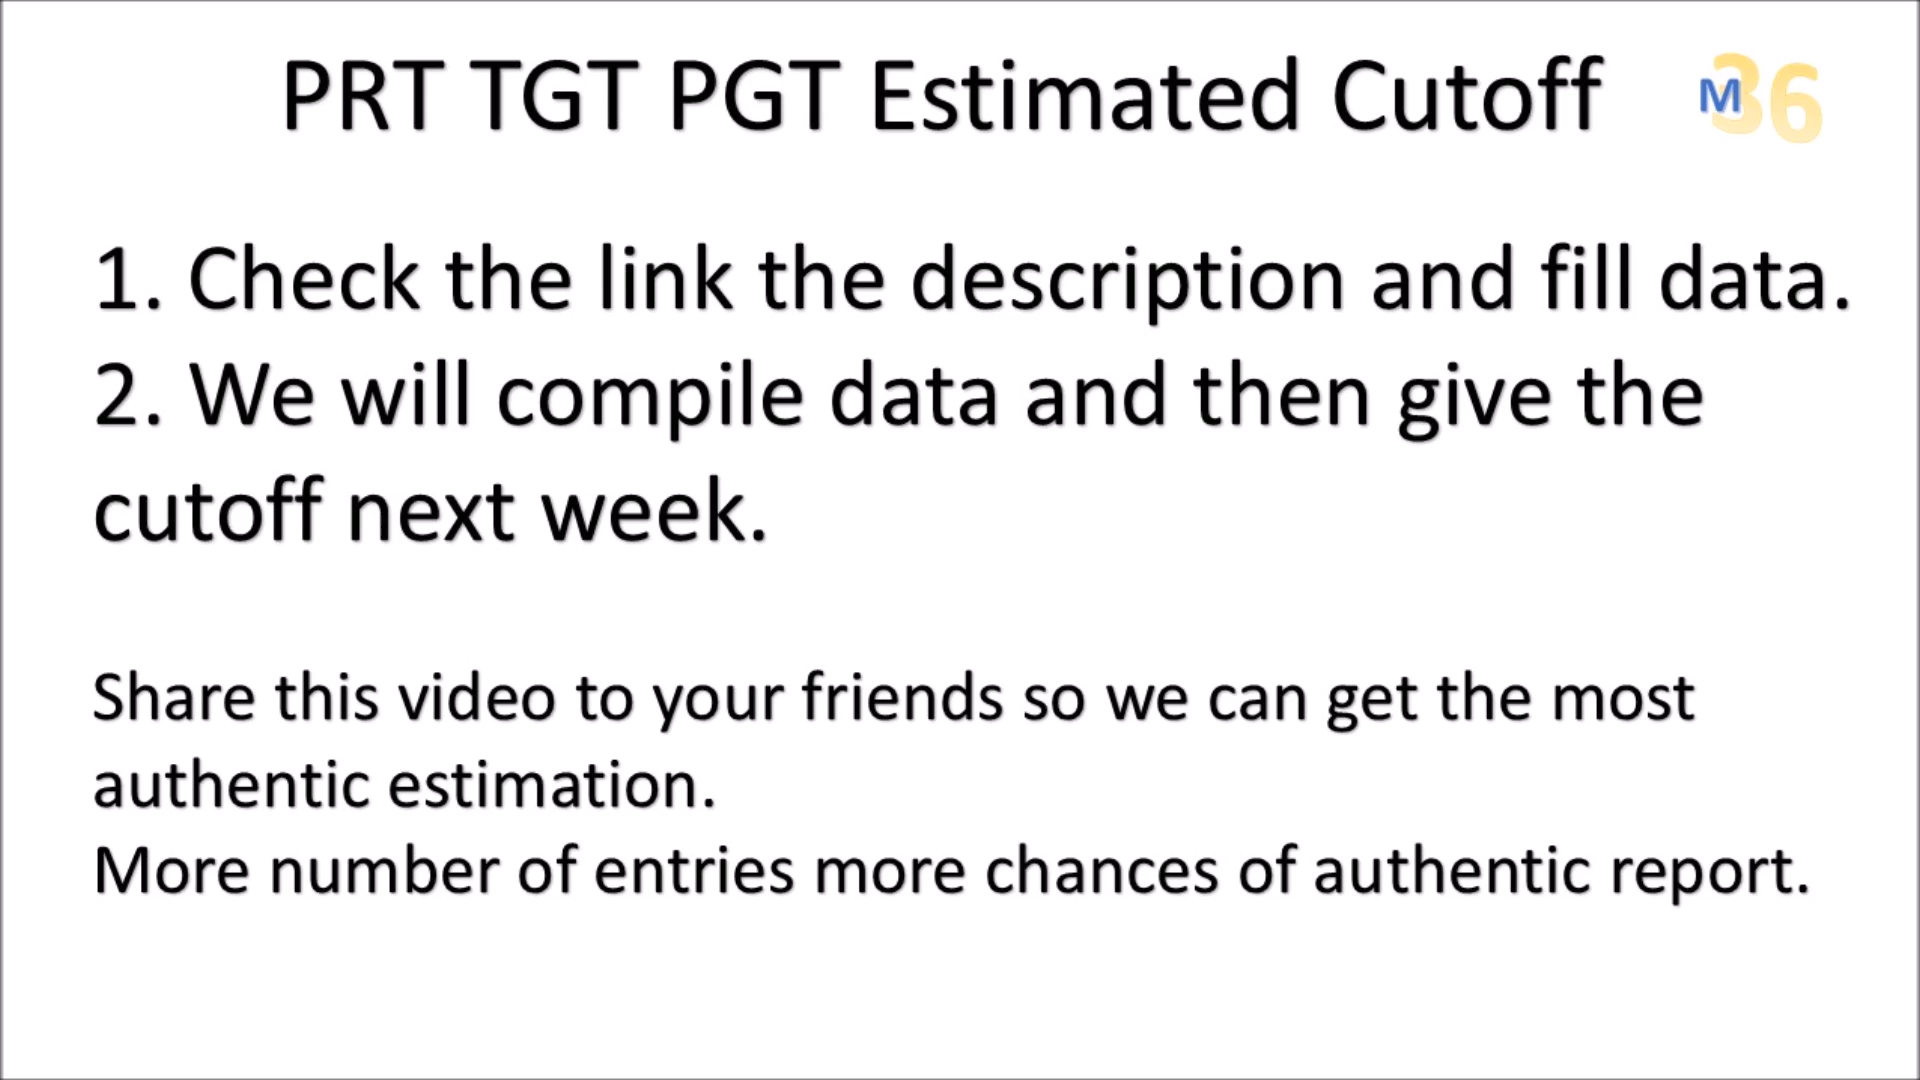 PRT TGT PGT Estimated Cutoff
M36
1. Check the link the description and fill data.
2. We will compile data and then give the
cutoff next week.
Share this video to your friends so we can get the most
authentic estimation.
More number of entries more chances of authentic report.